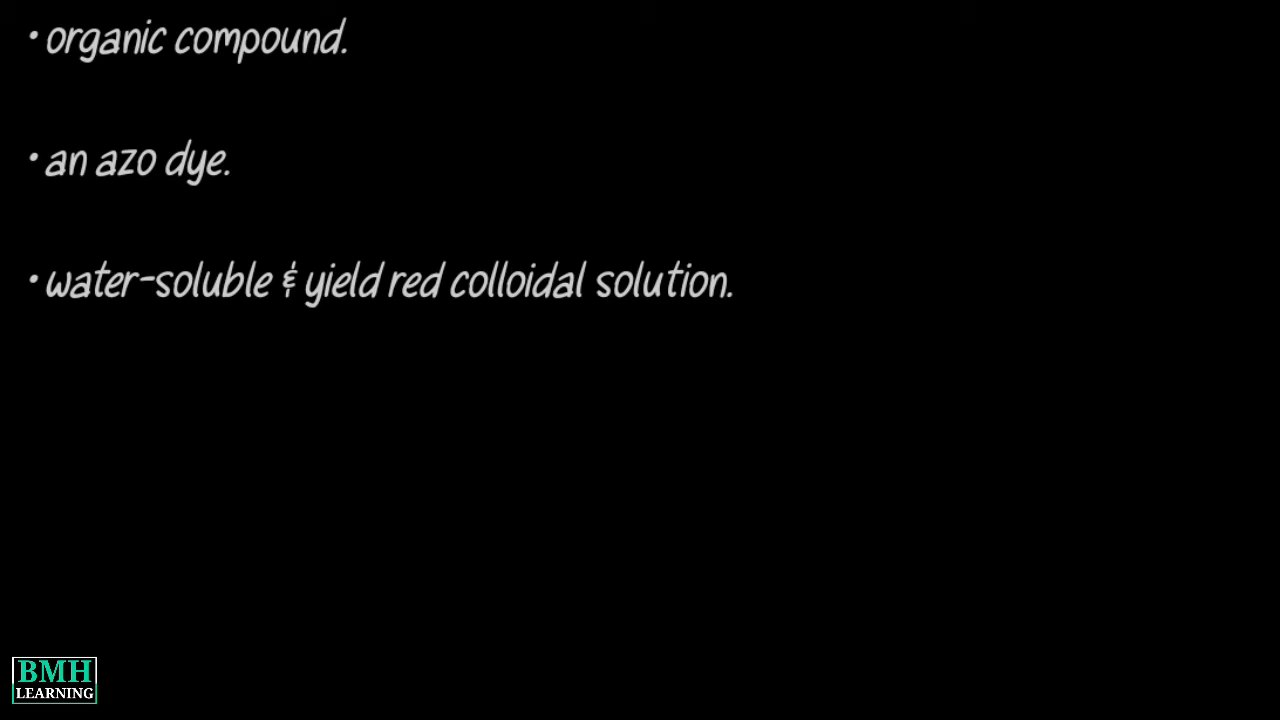 • organic compound.
• an azo dye.
• water-soluble & yield red colloidal solution.
BMH
LEARNING